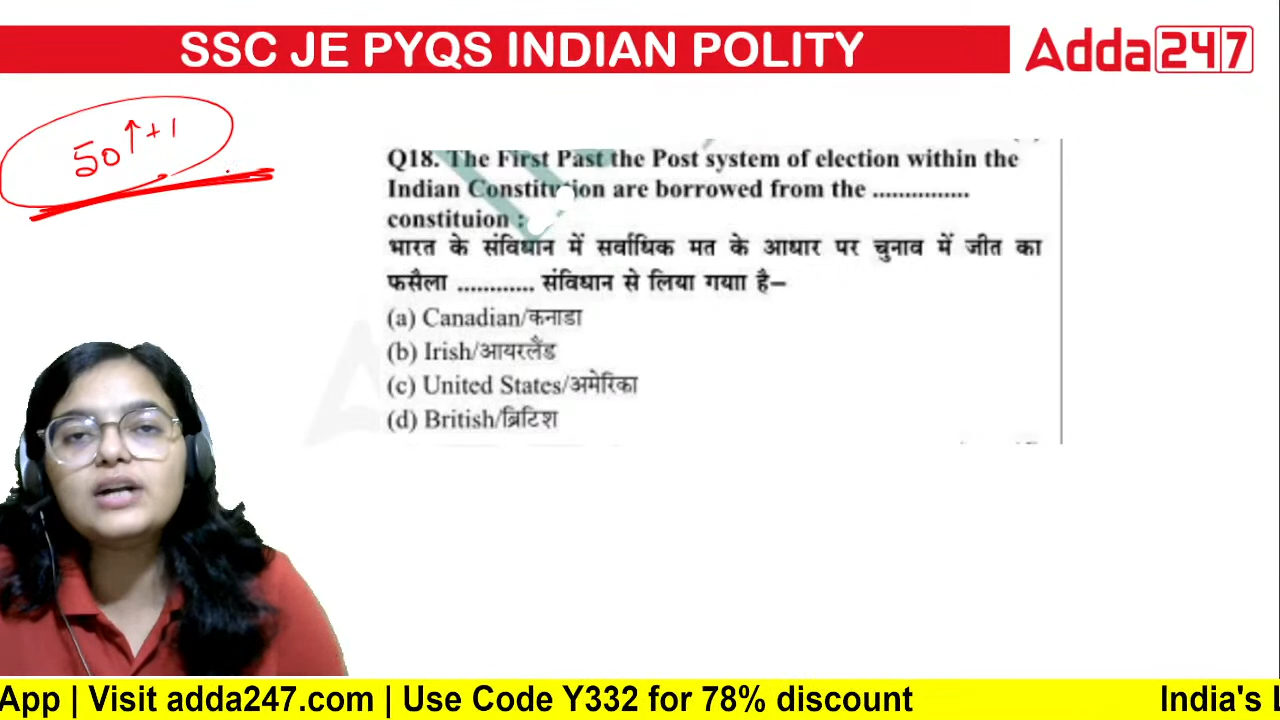 SSC JE PYQS INDIAN POLITY
Adda247
50↑+1
Q18. The First Past the Post system of election within the
Indian Constitution are borrowed from the ...............
constituion :
भारत के संविधान में सर्वाधिक मत के आधार पर चुनाव में जीत का
फसैला ............ संविधान से लिया गयाा है–
(a) Canadian/कनाडा
(b) Irish/आयरलैंड
(c) United States/अमेरिका
(d) British/ब्रिटिश
App | Visit adda247.com | Use Code Y332 for 78% discount
India's